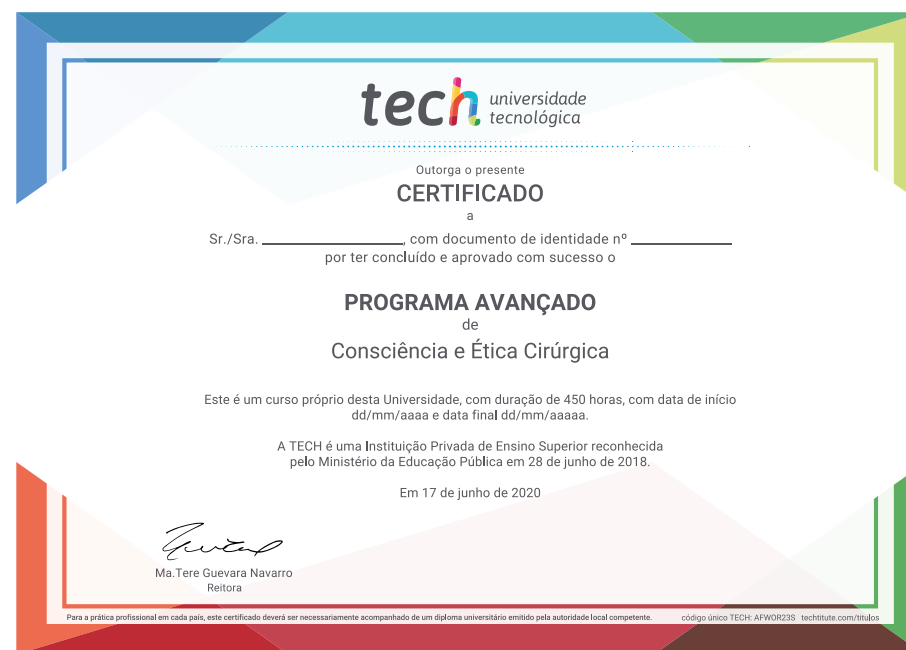 tech universidade
tecnológica
Outorga o presente
CERTIFICADO
a
Sr./Sra. ____________, com documento de identidade nº ____________
por ter concluído e aprovado com sucesso o
PROGRAMA AVANÇADO
de
Consciência e Ética Cirúrgica
Este é um curso próprio desta Universidade, com duração de 450 horas, com data de início
dd/mm/aaaa e data final dd/mm/aaaaa.
A TECH é uma Instituição Privada de Ensino Superior reconhecida
pelo Ministério da Educação Pública em 28 de junho de 2018.
Em 17 de junho de 2020
Ma.Tere Guevara Navarro
Reitora
Para a prática profissional em cada país, este certificado deverá ser necessariamente acompanhado de um diploma universitário emitido pela autoridade local competente. código único TECH: AFWOR23S techtitute.com/titulos